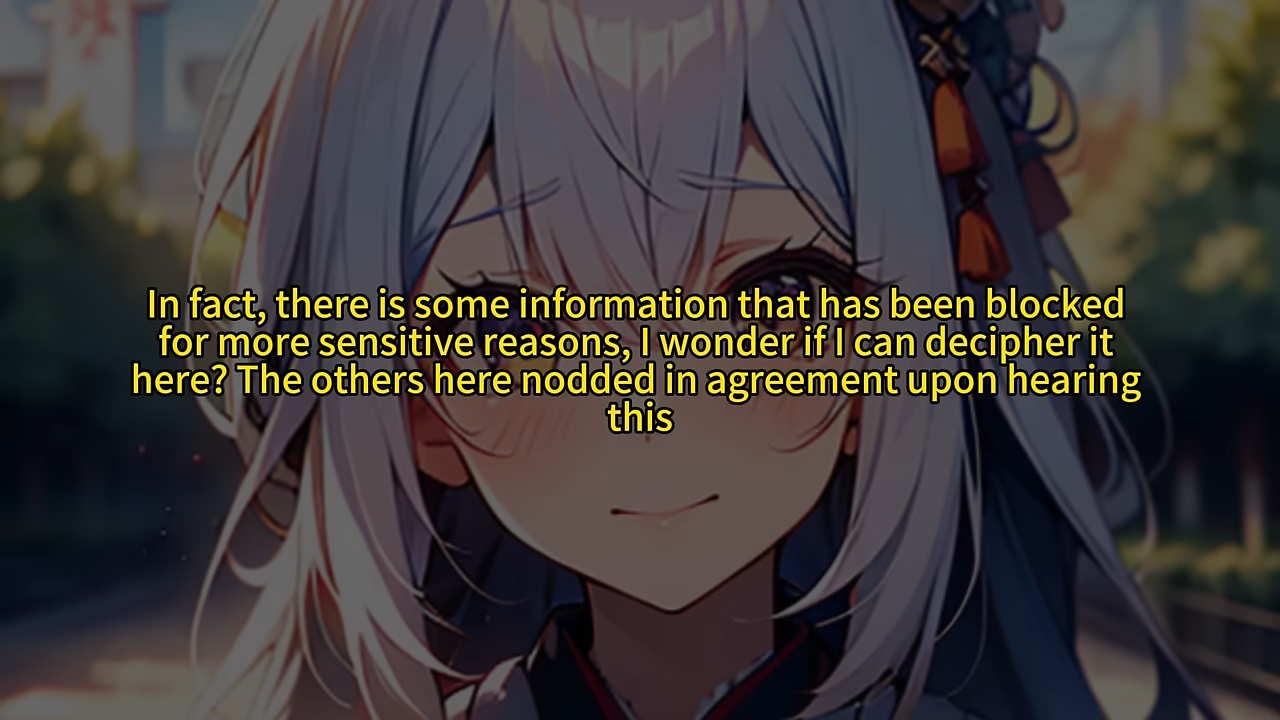 In fact, there is some information that has been blocked
for more sensitive reasons, I wonder if I can decipher it
here? The others here nodded in agreement upon hearing
this